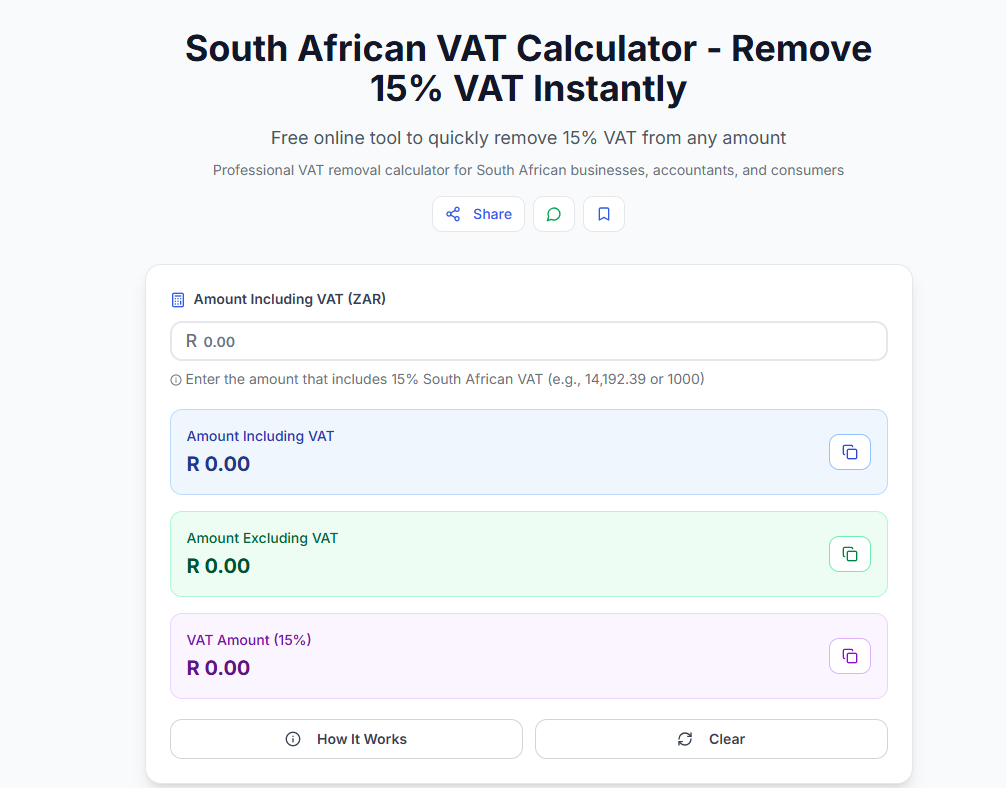 South African VAT Calculator - Remove
15% VAT Instantly
Free online tool to quickly remove 15% VAT from any amount
Professional VAT removal calculator for South African businesses, accountants, and consumers
Share
Amount Including VAT (ZAR)
R 0.00
Enter the amount that includes 15% South African VAT (e.g., 14,192.39 or 1000)
Amount Including VAT
R 0.00
Amount Excluding VAT
R 0.00
VAT Amount (15%)
R 0.00
How It Works
Clear